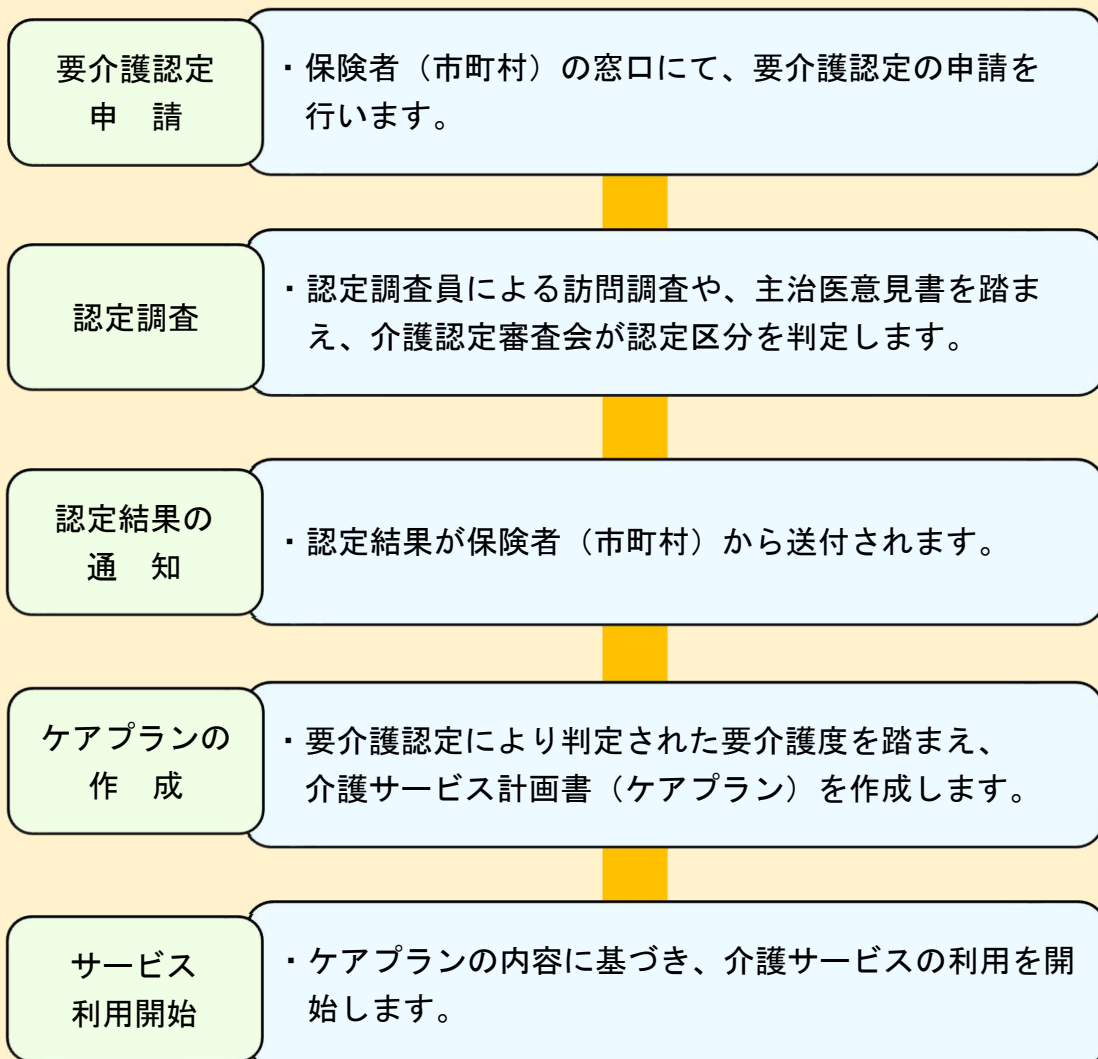 要介護認定
申　請
・保険者（市町村）の窓口にて、要介護認定の申請を
行います。
認定調査
・認定調査員による訪問調査や、主治医意見書を踏ま
え、介護認定審査会が認定区分を判定します。
認定結果の
通　知
・認定結果が保険者（市町村）から送付されます。
ケアプランの
作　成
・要介護認定により判定された要介護度を踏まえ、
介護サービス計画書（ケアプラン）を作成します。
サービス
利用開始
・ケアプランの内容に基づき、介護サービスの利用を開
始します。